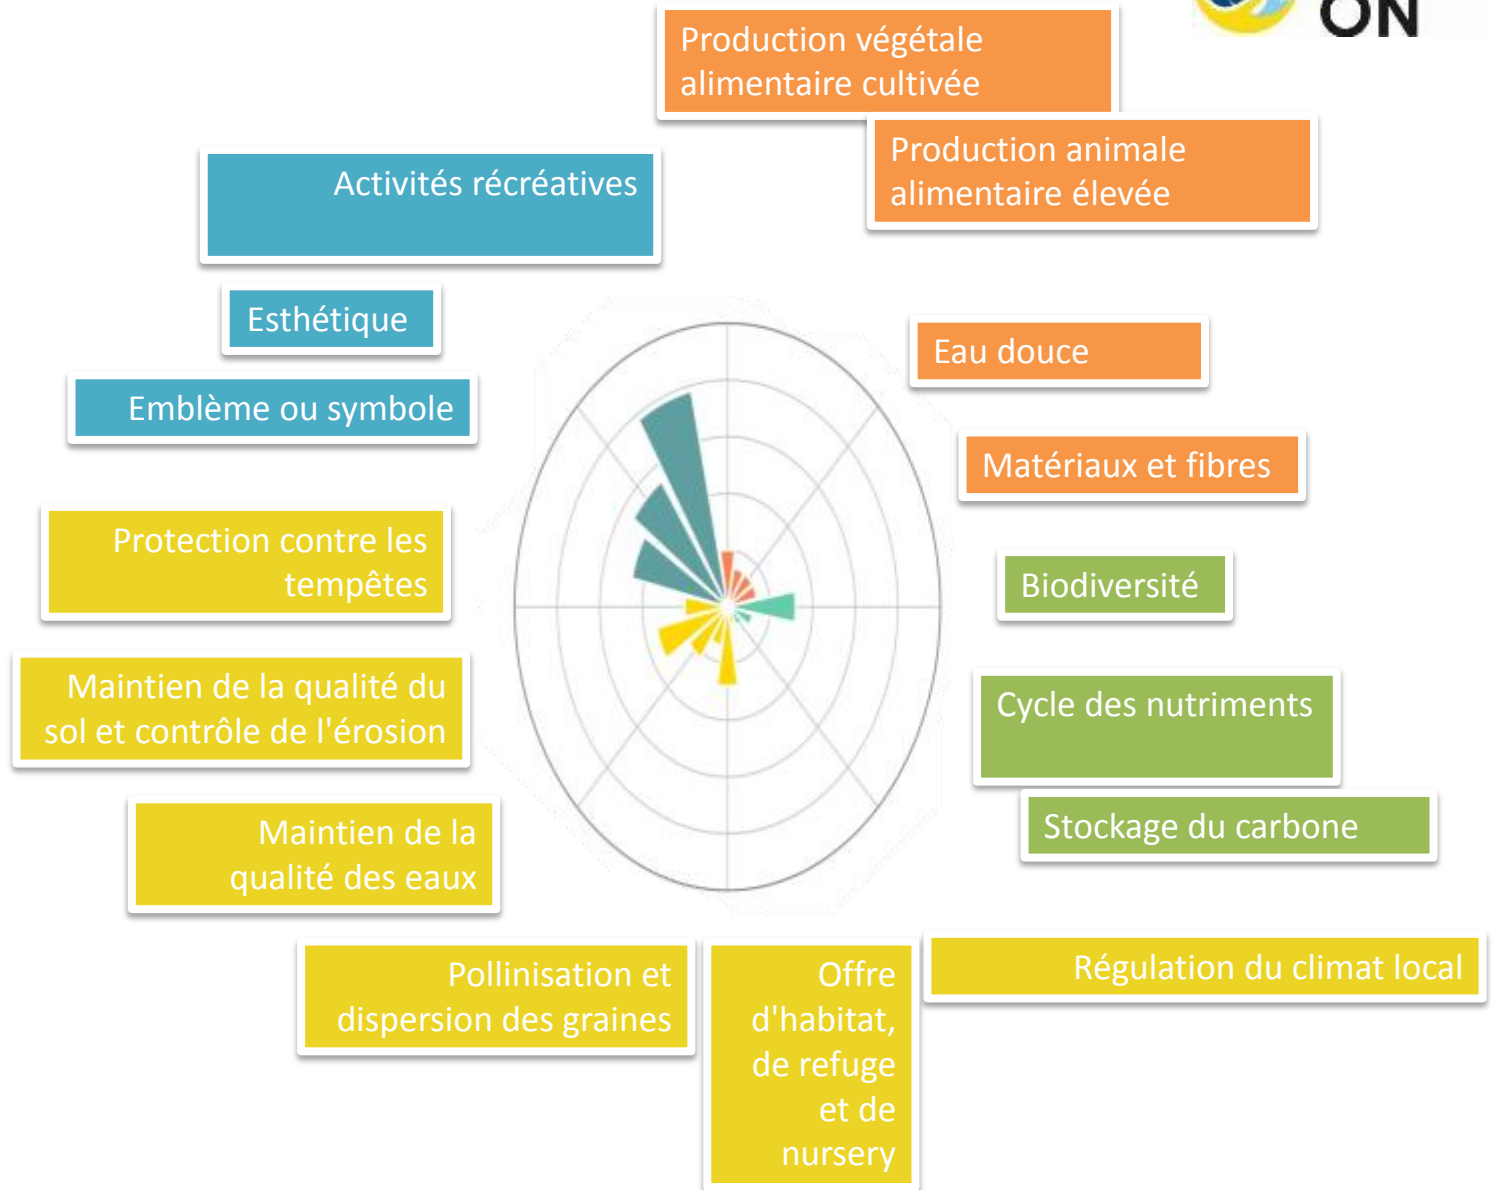 ON
Production végétale
alimentaire cultivée
Production animale
alimentaire élevée
Activités récréatives
Esthétique
Eau douce
Emblème ou symbole
Matériaux et fibres
Protection contre les
tempêtes
Biodiversité
Maintien de la qualité du
sol et contrôle de l'érosion
Cycle des nutriments
Maintien de la
qualité des eaux
Stockage du carbone
Pollinisation et
dispersion des graines
Offre
d'habitat,
de refuge
et de
nursery
Régulation du climat local